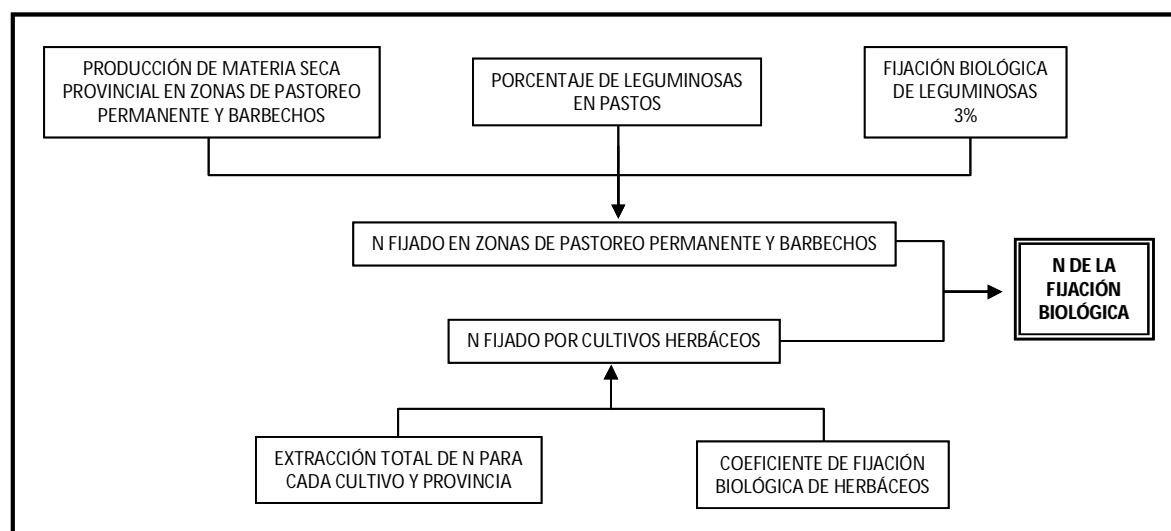 PRODUCCIÓN DE MATERIA SECA
PROVINCIAL EN ZONAS DE PASTOREO
PERMANENTE Y BARBECHOS
PORCENTAJE DE LEGUMINOSAS
EN PASTOS
FIJACIÓN BIOLÓGICA
DE LEGUMINOSAS
3%
N FIJADO EN ZONAS DE PASTOREO PERMANENTE Y BARBECHOS
N DE LA
FIJACIÓN
BIOLÓGICA
N FIJADO POR CULTIVOS HERBÁCEOS
EXTRACCIÓN TOTAL DE N PARA
CADA CULTIVO Y PROVINCIA
COEFICIENTE DE FIJACIÓN
BIOLÓGICA DE HERBÁCEOS